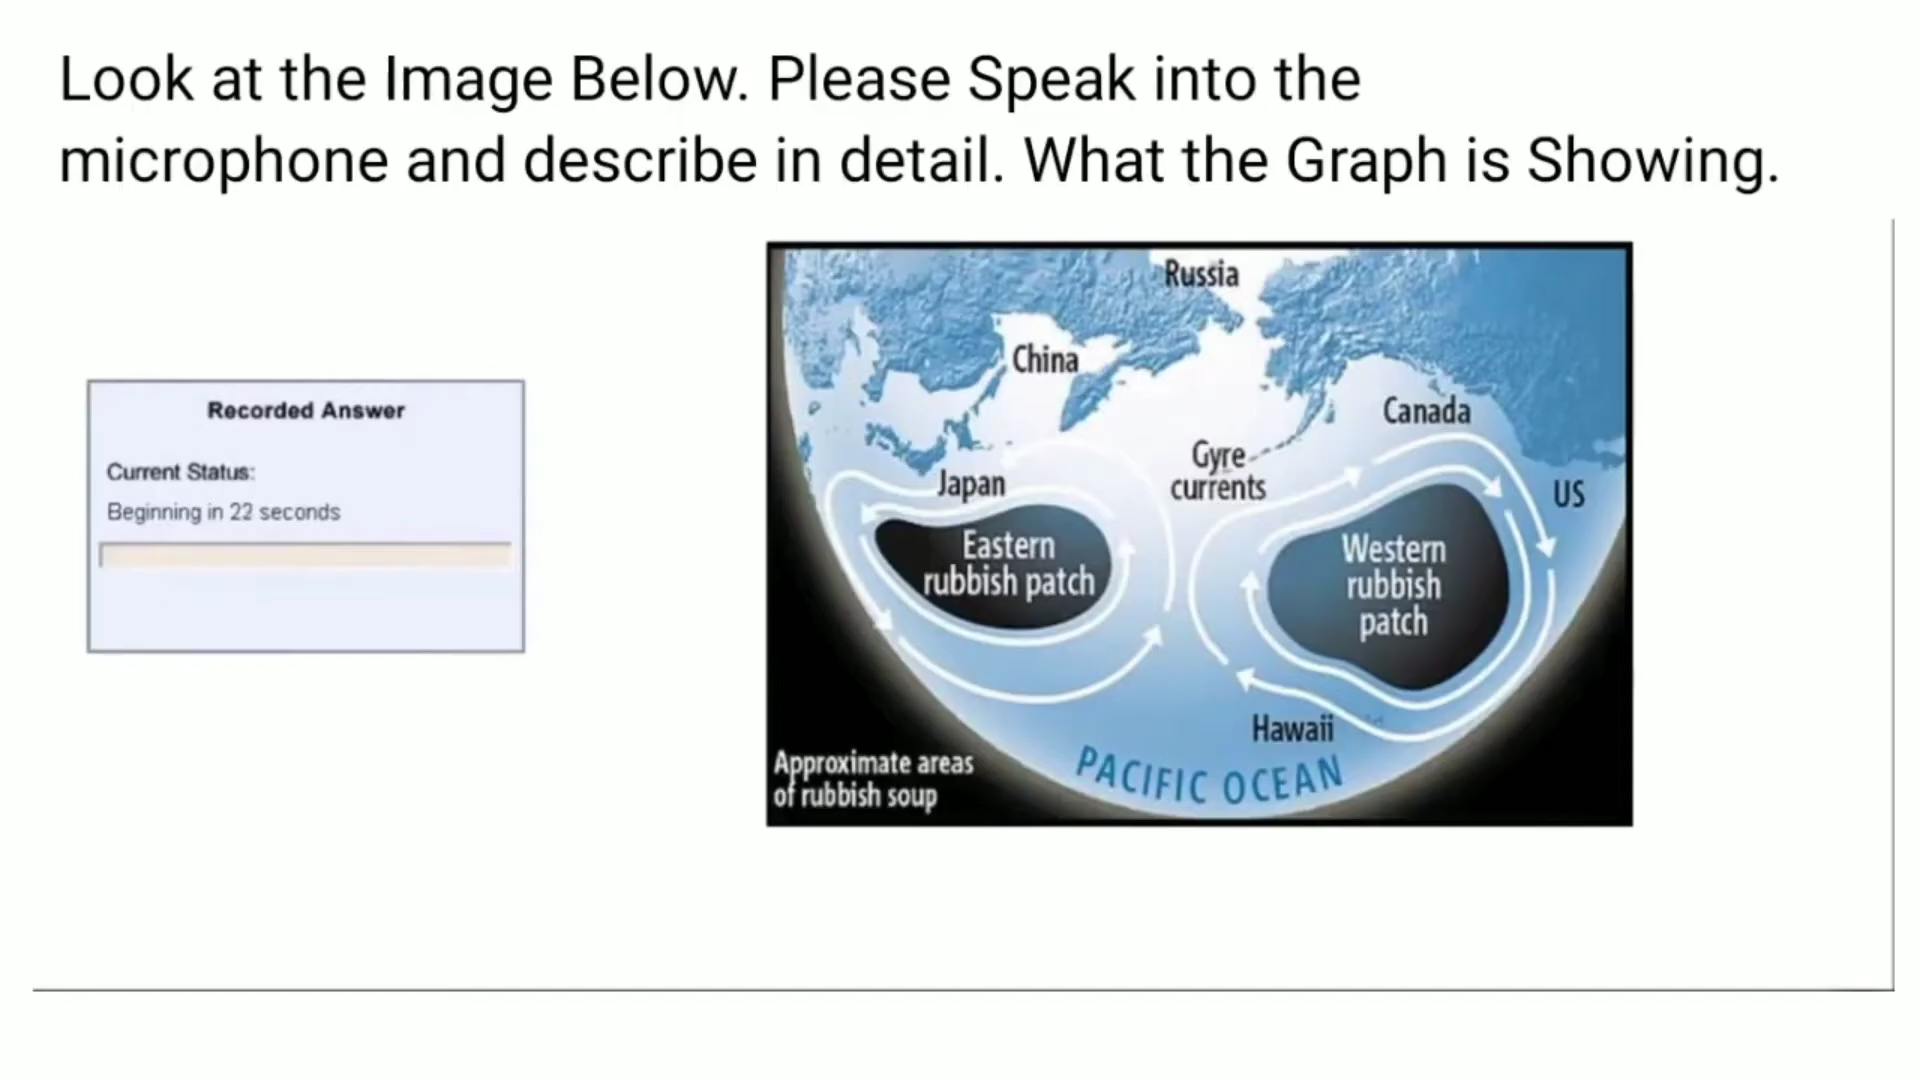 Look at the Image Below. Please Speak into the
microphone and describe in detail. What the Graph is Showing.
Recorded Answer
Current Status:
Beginning in 22 seconds
Russia
China
Canada
Gyre
currents
Japan
US
Eastern
rubbish patch
Western
rubbish
patch
Hawaii
PACIFIC OCEAN
Approximate areas
of rubbish soup